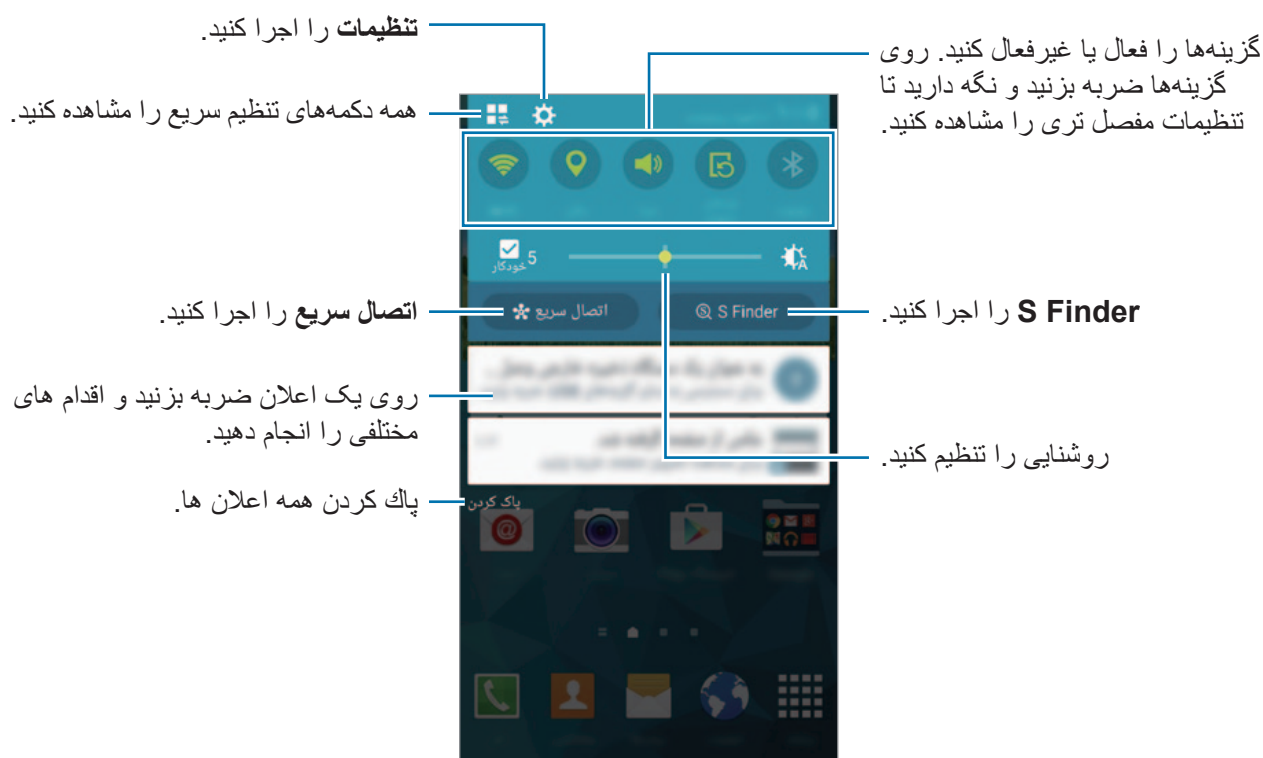 تنظیمات را اجرا کنید.
همه دکمه‌های تنظیم سریع را مشاهده کنید.
گزینه‌ها را فعال یا غیرفعال کنید. روی
گزینه‌ها ضربه بزنید و نگه دارید تا
تنظیمات مفصل تری را مشاهده کنید.
5
خودکار
A
اتصال سریع
S Finder
اتصال سریع را اجرا کنید.
S Finder را اجرا کنید.
روی یک اعلان ضربه بزنید و اقدام های
مختلفی را انجام دهید.
روشنایی را تنظیم کنید.
پاک کردن
پاك کردن همه اعلان ها.